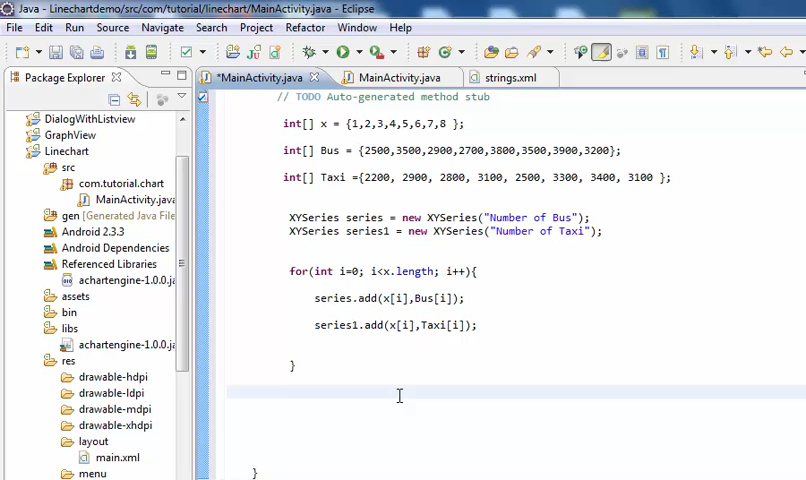 Java - Linechartdemo/src/com/tutorial/linechart/MainActivity.java - Eclipse
File Edit Run Source Navigate Search Project Refactor Window Help
Package Explorer
*MainActivity.java
MainActivity.java
strings.xml
DialogWithListview
GraphView
Linechart
src
com.tutorial.chart
MainActivity.java
gen [Generated Java File
Android 2.3.3
Android Dependencies
Referenced Libraries
achartengine-1.0.0.ja
assets
bin
libs
achartengine-1.0.0.ja
res
drawable-hdpi
drawable-ldpi
drawable-mdpi
drawable-xhdpi
layout
main.xml
menu
// TODO Auto-generated method stub
int[] x = {1,2,3,4,5,6,7,8 };
int[] Bus = {2500,3500,2900,2700,3800,3500,3900,3200};
int[] Taxi ={2200, 2900, 2800, 3100, 2500, 3300, 3400, 3100 };
XYSeries series = new XYSeries("Number of Bus");
XYSeries series1 = new XYSeries("Number of Taxi");
for(int i=0; i<x.length; i++){
series.add(x[i],Bus[i]);
series1.add(x[i],Taxi[i]);
}
}